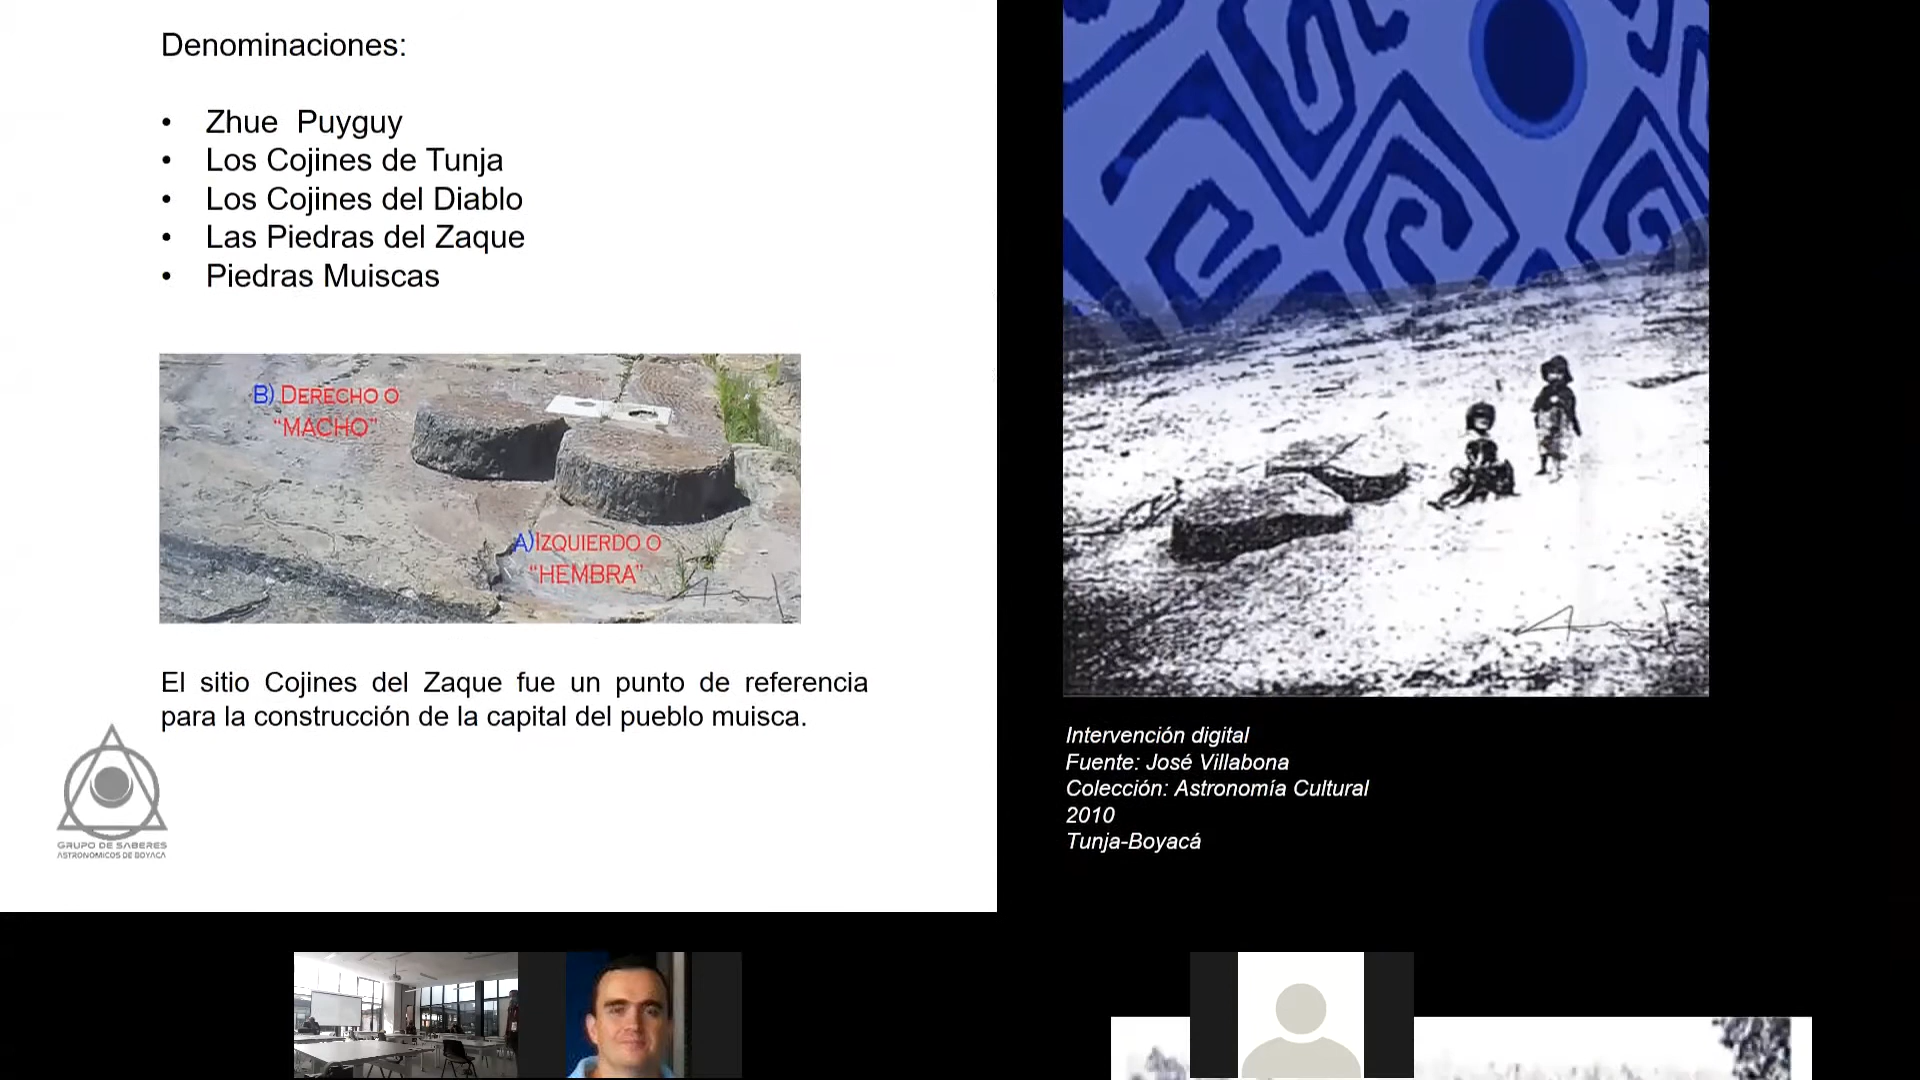 Denominaciones:
• Zhue Puyguy
• Los Cojines de Tunja
• Los Cojines del Diablo
• Las Piedras del Zaque
• Piedras Muiscas
B) DERECHO O
“MACHO”
A)IZQUIERDO O
“HEMBRA”
El sitio Cojines del Zaque fue un punto de referencia
para la construcción de la capital del pueblo muisca.
GRUPO DE SABERES
ASTRONOMICOS DE BOYACA
Intervención digital
Fuente: José Villabona
Colección: Astronomía Cultural
2010
Tunja-Boyacá